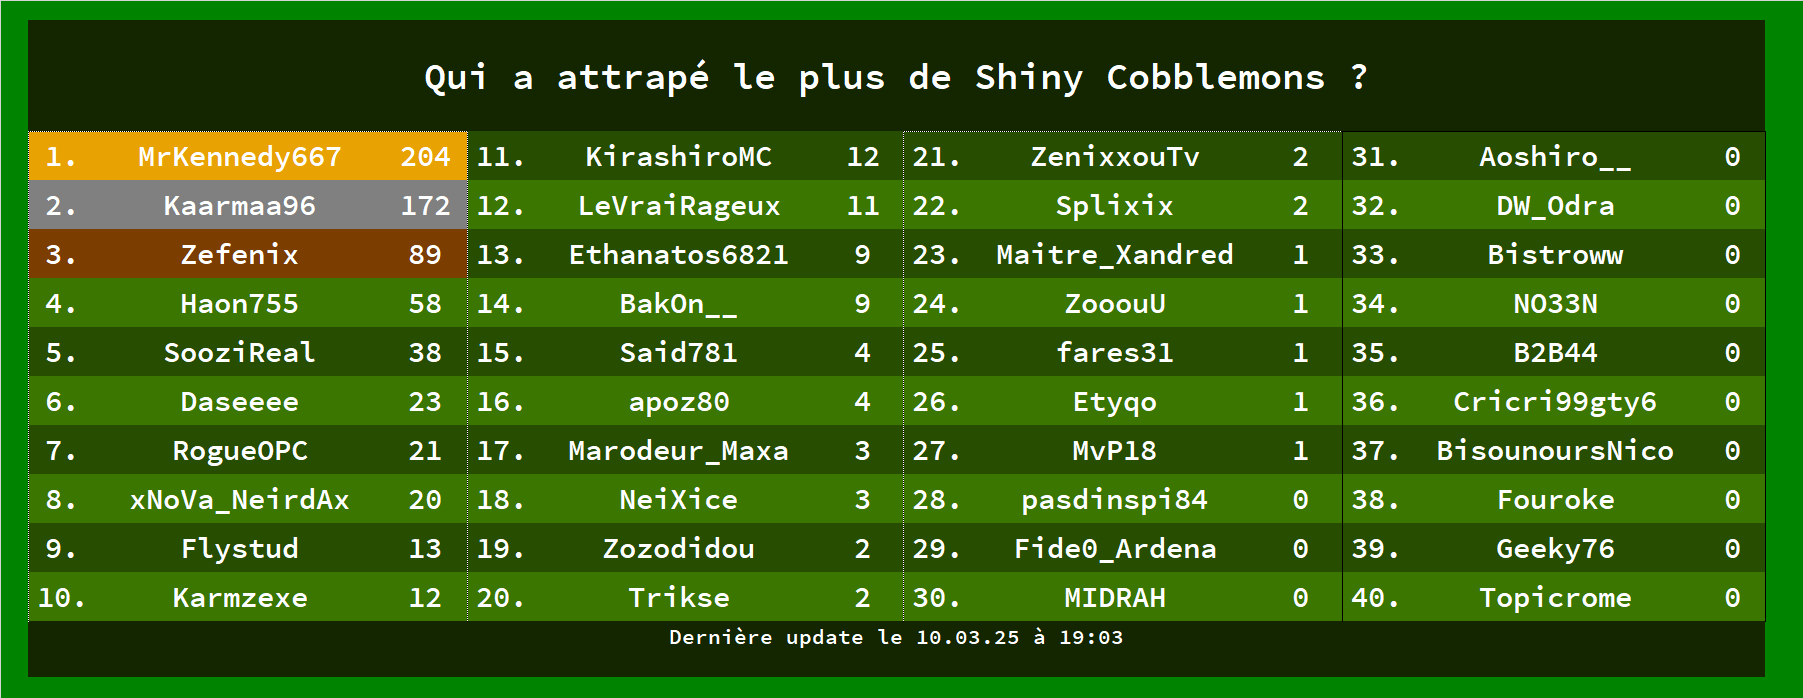 Qui a attrapé le plus de Shiny Cobblemons ?
1. MrKennedy667 204
2. Kaarmaa96 172
3. Zefenix 89
4. Haon755 58
5. SooziReal 38
6. Daseeee 23
7. RogueOPC 21
8. xNoVa_NeirdAx 20
9. Flystud 13
10. Karmzexe 12
11. KirashiroMC 12
12. LeVraiRageux 11
13. Ethanatos6821 9
14. BakOn__ 9
15. Said781 4
16. apoz80 4
17. Marodeur_Maxa 3
18. NeiXice 3
19. Zozodidou 2
20. Trikse 2
21. ZenixxouTv 2
22. Splixix 2
23. Maitre_Xandred 1
24. ZooouU 1
25. fares31 1
26. Etyqo 1
27. MvP18 1
28. pasdinspi84 0
29. Fide0_Ardena 0
30. MIDRAH 0
31. Aoshiro__ 0
32. DW_Odra 0
33. Bistroww 0
34. NO33N 0
35. B2B44 0
36. Cricri99gty6 0
37. BisounoursNico 0
38. Fouroke 0
39. Geeky76 0
40. Topicrome 0
Dernière update le 10.03.25 à 19:03